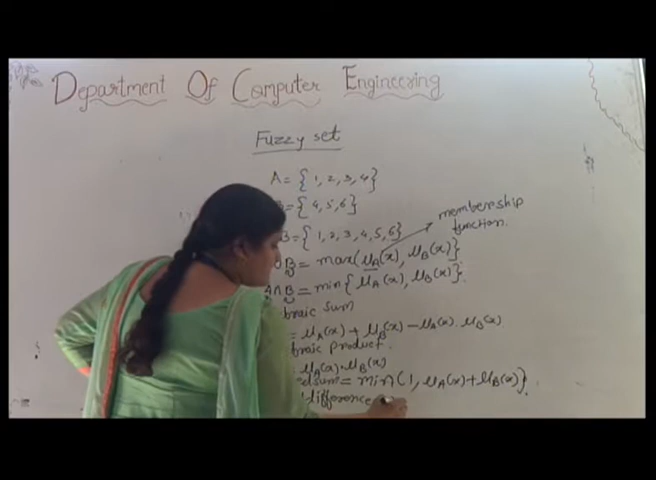 Department Of Computer Engineering
Fuzzy set
A = {1, 2, 3, 4}
= {4, 5, 6}
B = {1, 2, 3, 4, 5, 6}
membership
function.
B = max(μA(x), μB(x)}
A∩B = min{μA(x), μB(x)}.
braic sum
= μA(x) + μB(x) - μA(x) . μB(x)
braic product.
μA(x) . μB(x)
edsum = min(1, μA(x) + μB(x)}.
difference